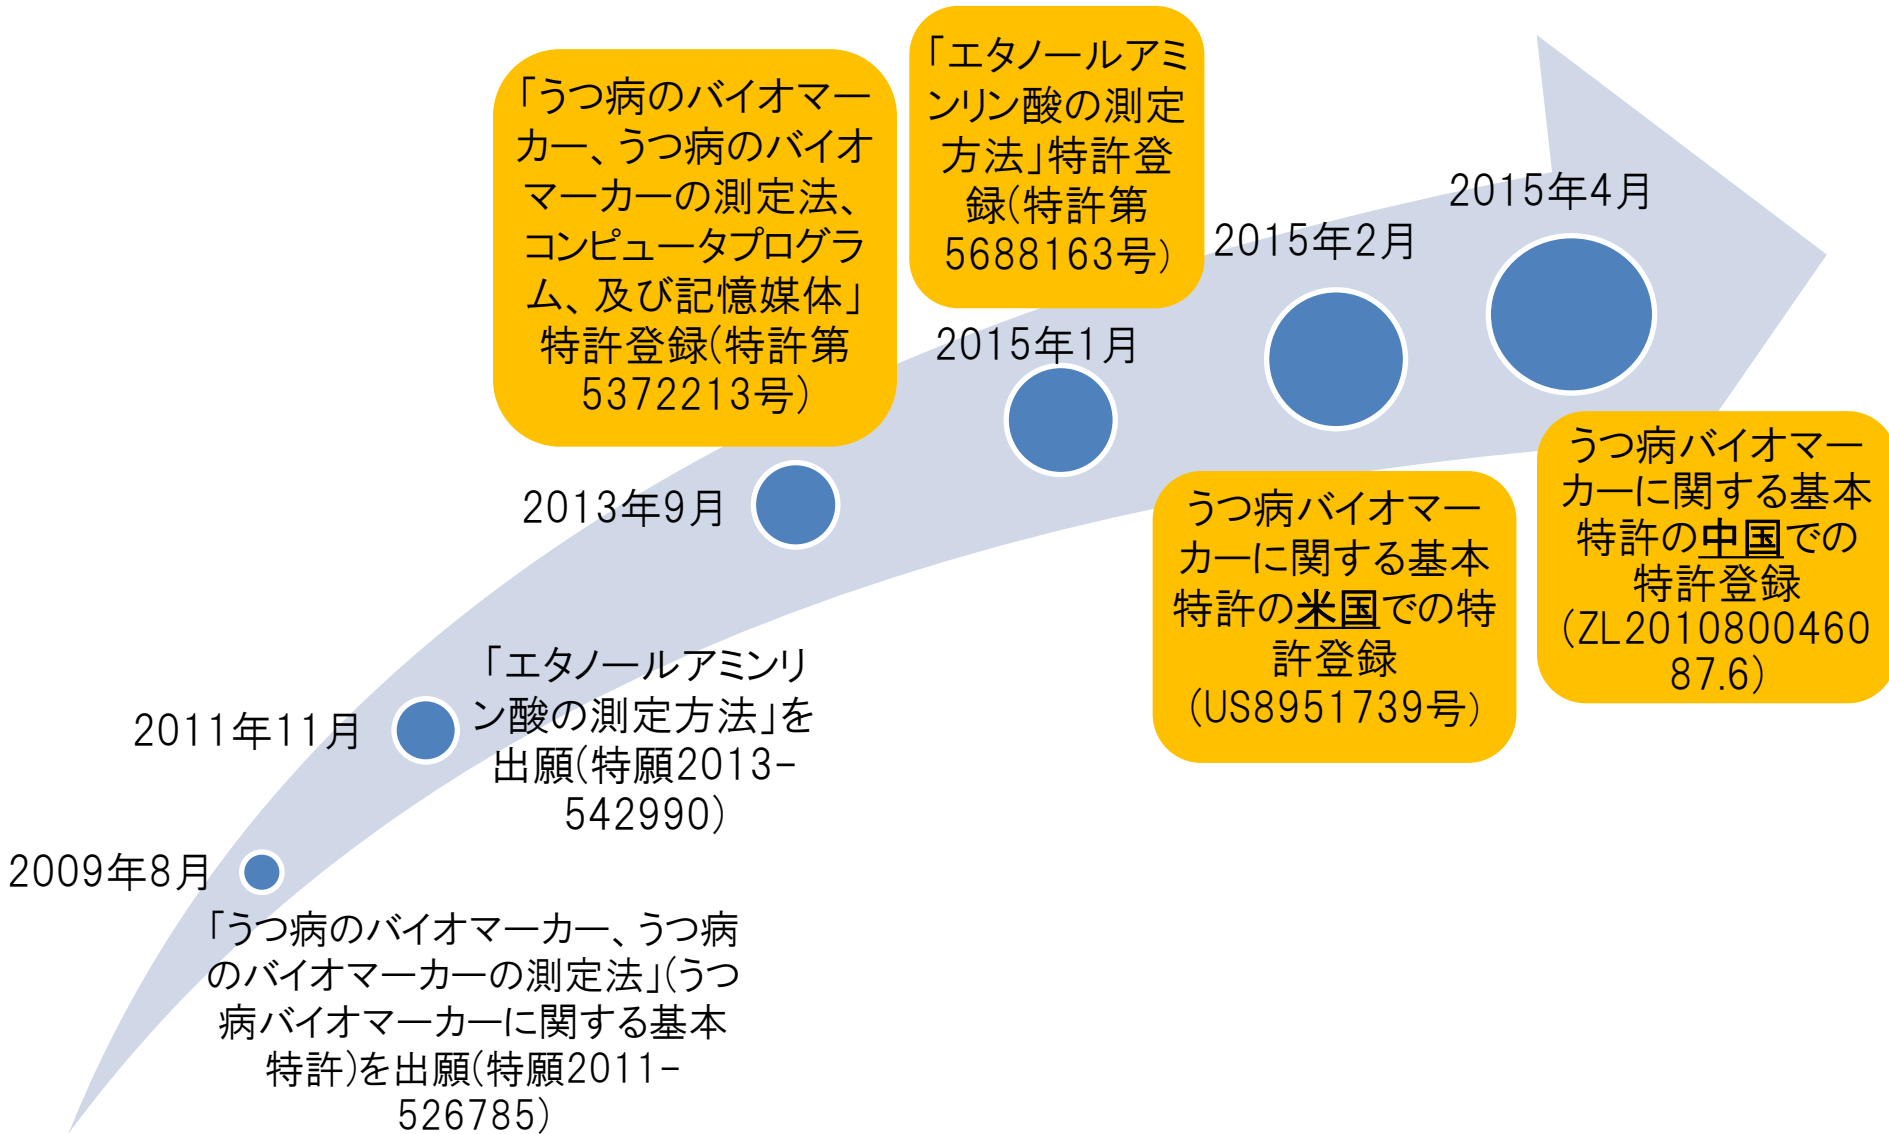 2009年8月
「うつ病のバイオマーカー、うつ病
のバイオマーカーの測定法」(うつ
病バイオマーカーに関する基本
特許)を出願(特願2011-
526785)
2011年11月
「エタノールアミンリ
ン酸の測定方法」を
出願(特願2013-
542990)
2013年9月
「うつ病のバイオマー
カー、うつ病のバイオ
マーカーの測定法、
コンピュータプログラ
ム、及び記憶媒体」
特許登録(特許第
5372213号)
2015年1月
「エタノールアミ
ンリン酸の測定
方法」特許登
録(特許第
5688163号)
2015年2月
うつ病バイオマー
カーに関する基本
特許の米国での特
許登録
(US8951739号)
2015年4月
うつ病バイオマー
カーに関する基本
特許の中国での
特許登録
(ZL2010800460
87.6)